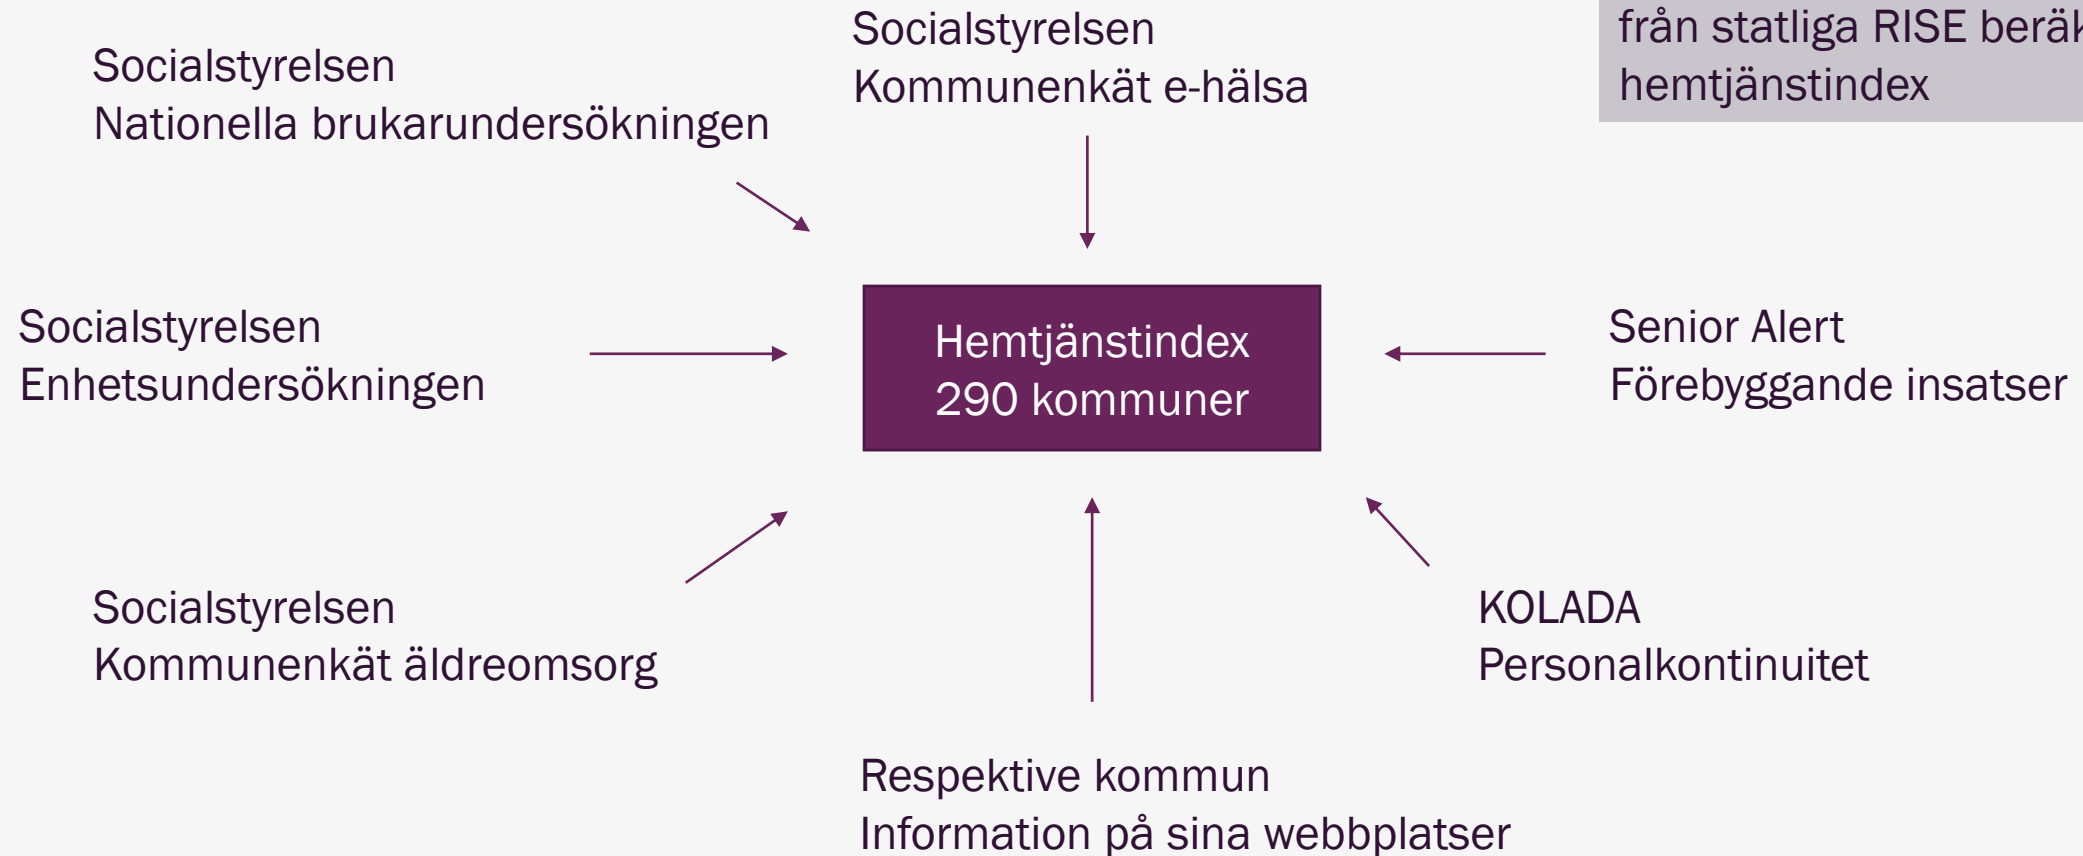 Socialstyrelsen
Kommunenkät e-hälsa
från statliga RISE
hemtjänstindex
Socialstyrelsen
Nationella brukarundersökningen
Socialstyrelsen
Enhetsundersökningen
Hemtjänstindex
290 kommuner
Senior Alert
Förebyggande insatser
Socialstyrelsen
Kommunenkät äldreomsorg
KOLADA
Personalkontinuitet
Respektive kommun
Information på sina webbplatser